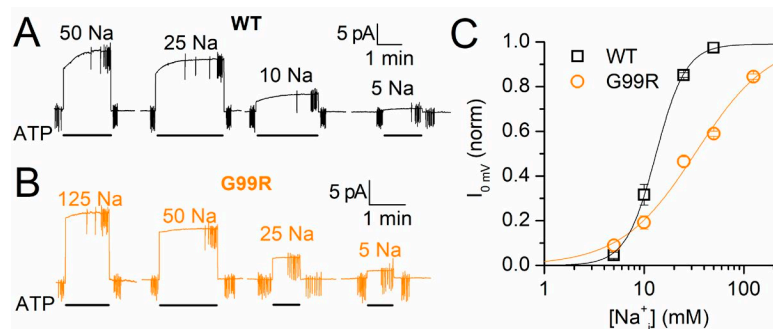 A
WT
50 Na
25 Na
10 Na
5 Na
5 pA
1 min
ATP
B
G99R
125 Na
50 Na
25 Na
5 Na
5 pA
1 min
ATP
C
WT
G99R
I0 mV (norm)
1.0
0.8
0.6
0.4
0.2
0.0
1 10 100
[Na+i] (mM)